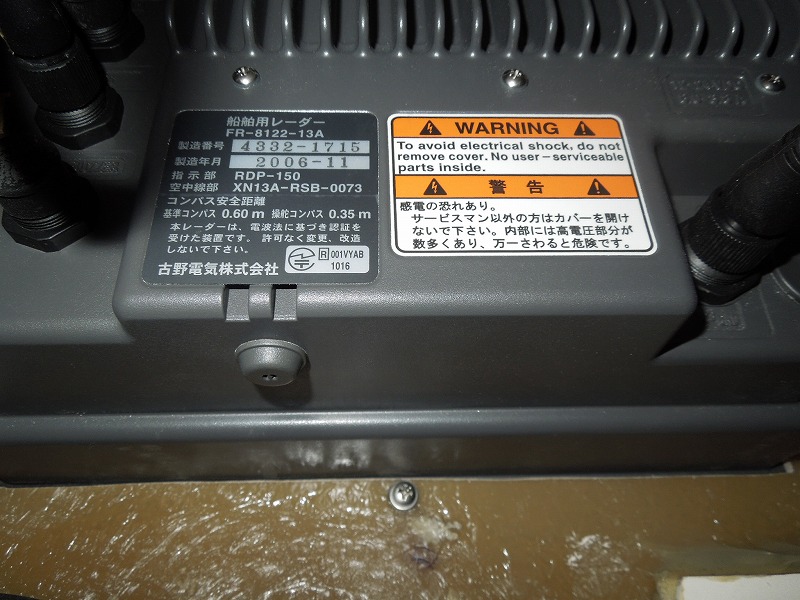 船舶用レーダー
FR-8122-13A
製造番号 4332-1715
製造年月 2006-11
指示部 RDP-150
空中線部 XN13A-RSB-0073
コンパス安全距離
基準コンパス 0.60 m 操舵コンパス 0.35 m
本レーダーは、電波法に基づき認証を
受けた装置です。許可なく変更、改造
しないで下さい。
古野電気株式会社
R 001VYAB
1016
WARNING
To avoid electrical shock, do not
remove cover. No user-serviceable
parts inside.
警告
感電の恐れあり。
サービスマン以外の方はカバーを開け
ないで下さい。内部には高電圧部分が
数多くあり、万一さわると危険です。